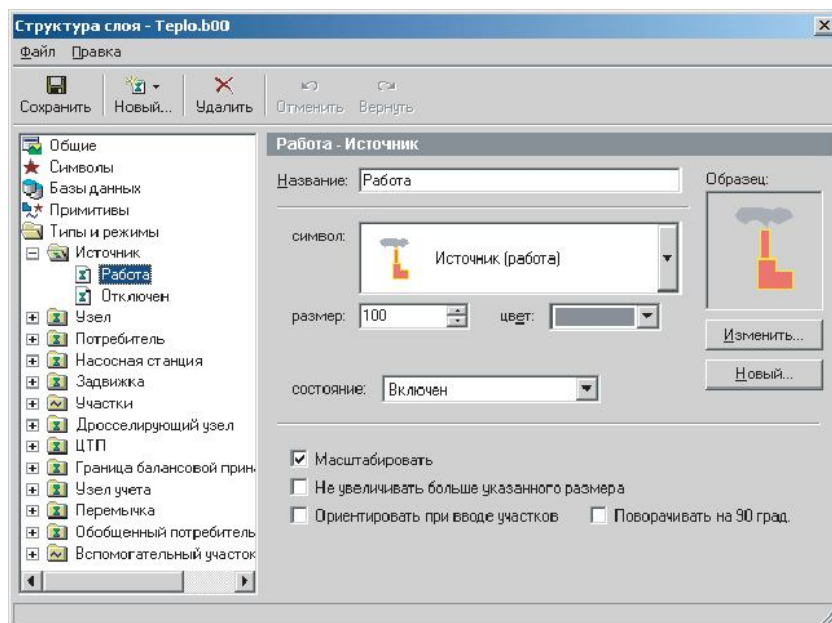 Структура слоя - Teplo.b00
Файл Правка
Сохранить Новый... Удалить Отменить Вернуть
Общие
Символы
Базы данных
Примитивы
Типы и режимы
Источник
Работа
Отключен
Узел
Потребитель
Насосная станция
Задвижка
Участки
Дросселирующий узел
ЦТП
Граница балансовой прин
Узел учета
Перемычка
Обобщенный потребитель
Вспомогательный участок
Работа - Источник
Название: Работа
Образец:
символ: Источник (работа)
размер: 100 цвет:
Изменить...
Новый...
состояние: Включен
Масштабировать
Не увеличивать больше указанного размера
Ориентировать при вводе участков Поворачивать на 90 град.